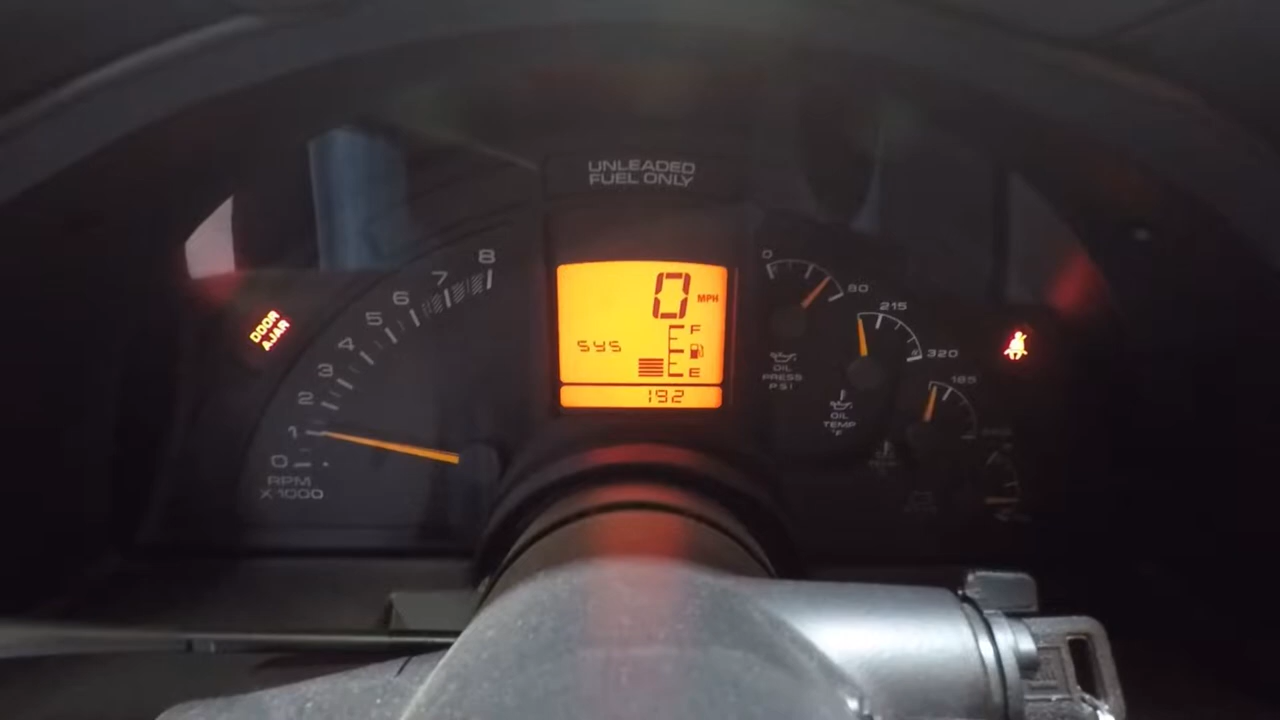 UNLEADED
FUEL ONLY
8
7
6
5
4
3
2
1
0
RPM
X 1000
DOOR
AJAR
0 MPH
F
SYS
E
192
0
80
OIL
PRESS
PSI
215
320
OIL
TEMP
°F
185